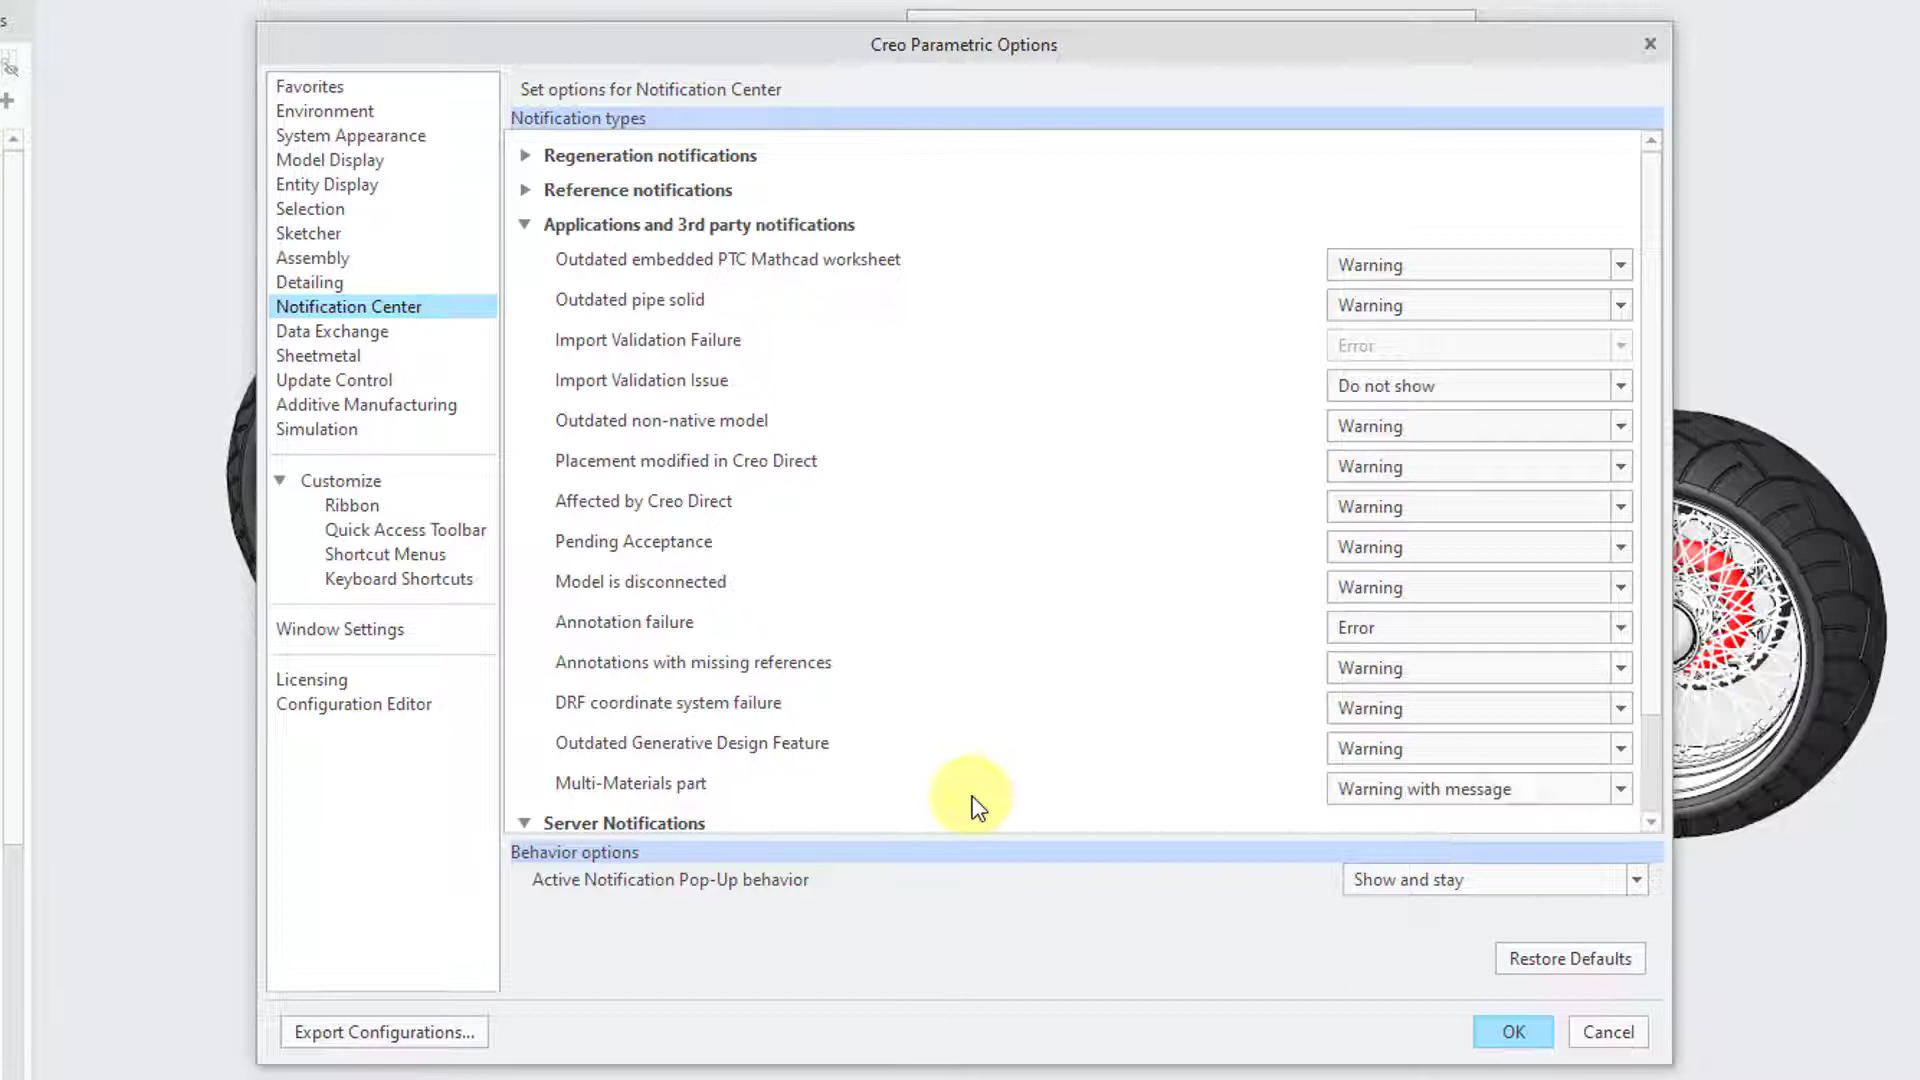 s
Creo Parametric Options
Favorites
Environment
System Appearance
Model Display
Entity Display
Selection
Sketcher
Assembly
Detailing
Notification Center
Data Exchange
Sheetmetal
Update Control
Additive Manufacturing
Simulation
Customize
Ribbon
Quick Access Toolbar
Shortcut Menus
Keyboard Shortcuts
Window Settings
Licensing
Configuration Editor
Set options for Notification Center
Notification types
Regeneration notifications
Reference notifications
Applications and 3rd party notifications
Outdated embedded PTC Mathcad worksheet Warning
Outdated pipe solid Warning
Import Validation Failure Error
Import Validation Issue Do not show
Outdated non-native model Warning
Placement modified in Creo Direct Warning
Affected by Creo Direct Warning
Pending Acceptance Warning
Model is disconnected Warning
Annotation failure Error
Annotations with missing references Warning
DRF coordinate system failure Warning
Outdated Generative Design Feature Warning
Multi-Materials part Warning with message
Server Notifications
Behavior options
Active Notification Pop-Up behavior Show and stay
Restore Defaults
Export Configurations...
OK Cancel